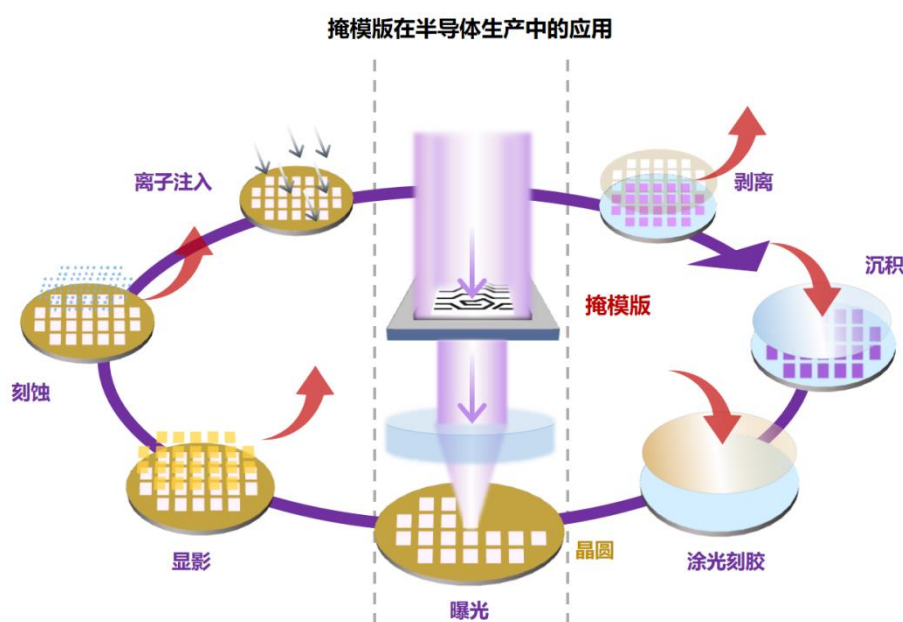 掩模版在半导体生产中的应用
离子注入
剥离
沉积
掩模版
刻蚀
显影
晶圆
涂光刻胶
曝光